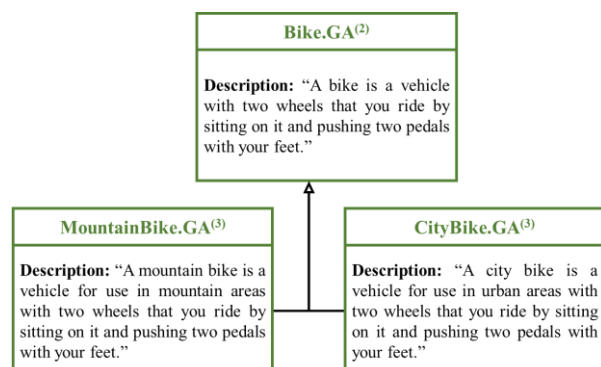 Bike.GA(2)
Description: “A bike is a vehicle
with two wheels that you ride by
sitting on it and pushing two pedals
with your feet.”
MountainBike.GA(3)
Description: “A mountain bike is a
vehicle for use in mountain areas
with two wheels that you ride by
sitting on it and pushing two pedals
with your feet.”
CityBike.GA(3)
Description: “A city bike is a
vehicle for use in urban areas with
two wheels that you ride by sitting
on it and pushing two pedals with
your feet.”